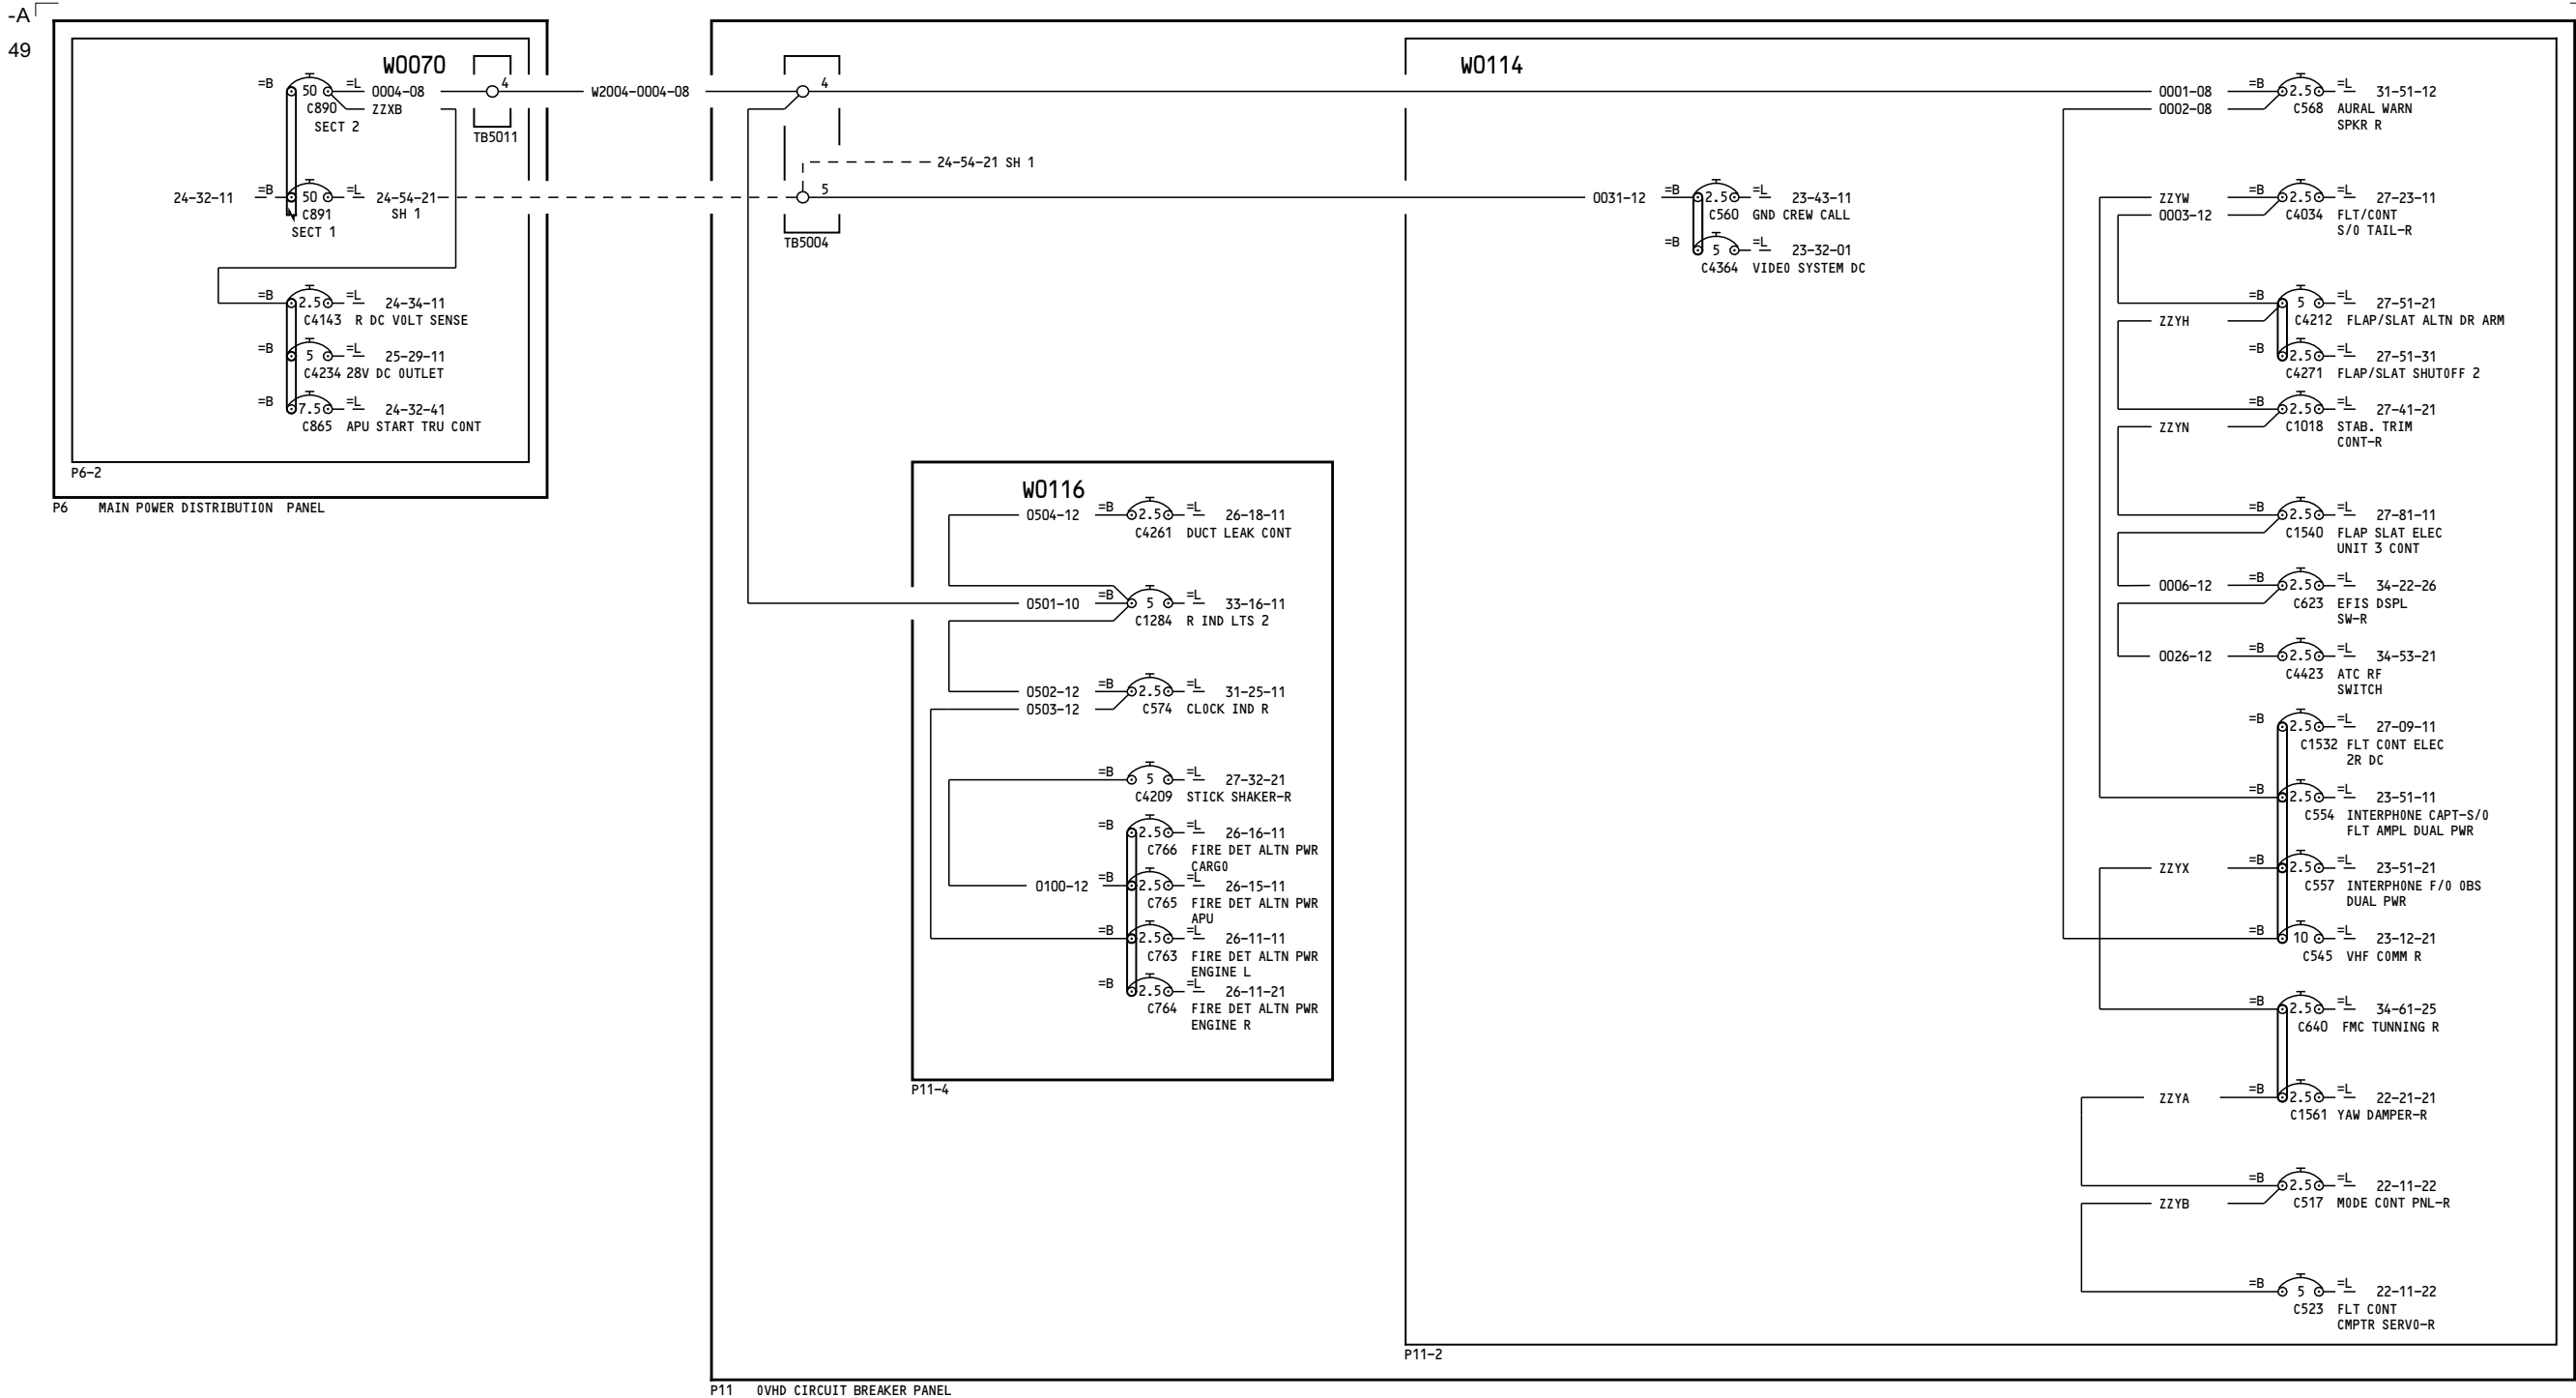 -A
49
W0070
=B
50
=L
0004-08
4
C890
ZZXB
SECT 2
TB5011
24-32-11
=B
50
=L
24-54-21
SH 1
C891
SECT 1
=B
2.5
=L
24-34-11
C4143 R DC VOLT SENSE
=B
5
=L
25-29-11
C4234 28V DC OUTLET
=B
7.5
=L
24-32-41
C865 APU START TRU CONT
P6-2
P6 MAIN POWER DISTRIBUTION PANEL
W2004-0004-08
4
24-54-21 SH 1
5
TB5004
W0116
0504-12
=B
2.5
=L
26-18-11
C4261 DUCT LEAK CONT
0501-10
=B
5
=L
33-16-11
C1284 R IND LTS 2
0502-12
=B
2.5
=L
31-25-11
0503-12
C574 CLOCK IND R
=B
5
=L
27-32-21
C4209 STICK SHAKER-R
=B
2.5
=L
26-16-11
C766 FIRE DET ALTN PWR
CARGO
0100-12
=B
2.5
=L
26-15-11
C765 FIRE DET ALTN PWR
APU
=B
2.5
=L
26-11-11
C763 FIRE DET ALTN PWR
ENGINE L
=B
2.5
=L
26-11-21
C764 FIRE DET ALTN PWR
ENGINE R
P11-4
W0114
0031-12
=B
2.5
=L
23-43-11
C560 GND CREW CALL
=B
5
=L
23-32-01
C4364 VIDEO SYSTEM DC
0001-08
=B
2.5
=L
31-51-12
0002-08
C568 AURAL WARN
SPKR R
ZZYW
=B
2.5
=L
27-23-11
0003-12
C4034 FLT/CONT
S/O TAIL-R
=B
5
=L
27-51-21
ZZYH
C4212 FLAP/SLAT ALTN DR ARM
=B
2.5
=L
27-51-31
C4271 FLAP/SLAT SHUTOFF 2
=B
2.5
=L
27-41-21
ZZYN
C1018 STAB. TRIM
CONT-R
=B
2.5
=L
27-81-11
C1540 FLAP SLAT ELEC
UNIT 3 CONT
0006-12
=B
2.5
=L
34-22-26
C623 EFIS DSPL
SW-R
0026-12
=B
2.5
=L
34-53-21
C4423 ATC RF
SWITCH
=B
2.5
=L
27-09-11
C1532 FLT CONT ELEC
2R DC
=B
2.5
=L
23-51-11
C554 INTERPHONE CAPT-S/O
FLT AMPL DUAL PWR
ZZYX
=B
2.5
=L
23-51-21
C557 INTERPHONE F/O OBS
DUAL PWR
=B
10
=L
23-12-21
C545 VHF COMM R
=B
2.5
=L
34-61-25
C640 FMC TUNNING R
ZZYA
=B
2.5
=L
22-21-21
C1561 YAW DAMPER-R
=B
2.5
=L
22-11-22
ZZYB
C517 MODE CONT PNL-R
=B
5
=L
22-11-22
C523 FLT CONT
CMPTR SERVO-R
P11-2
P11 OVHD CIRCUIT BREAKER PANEL